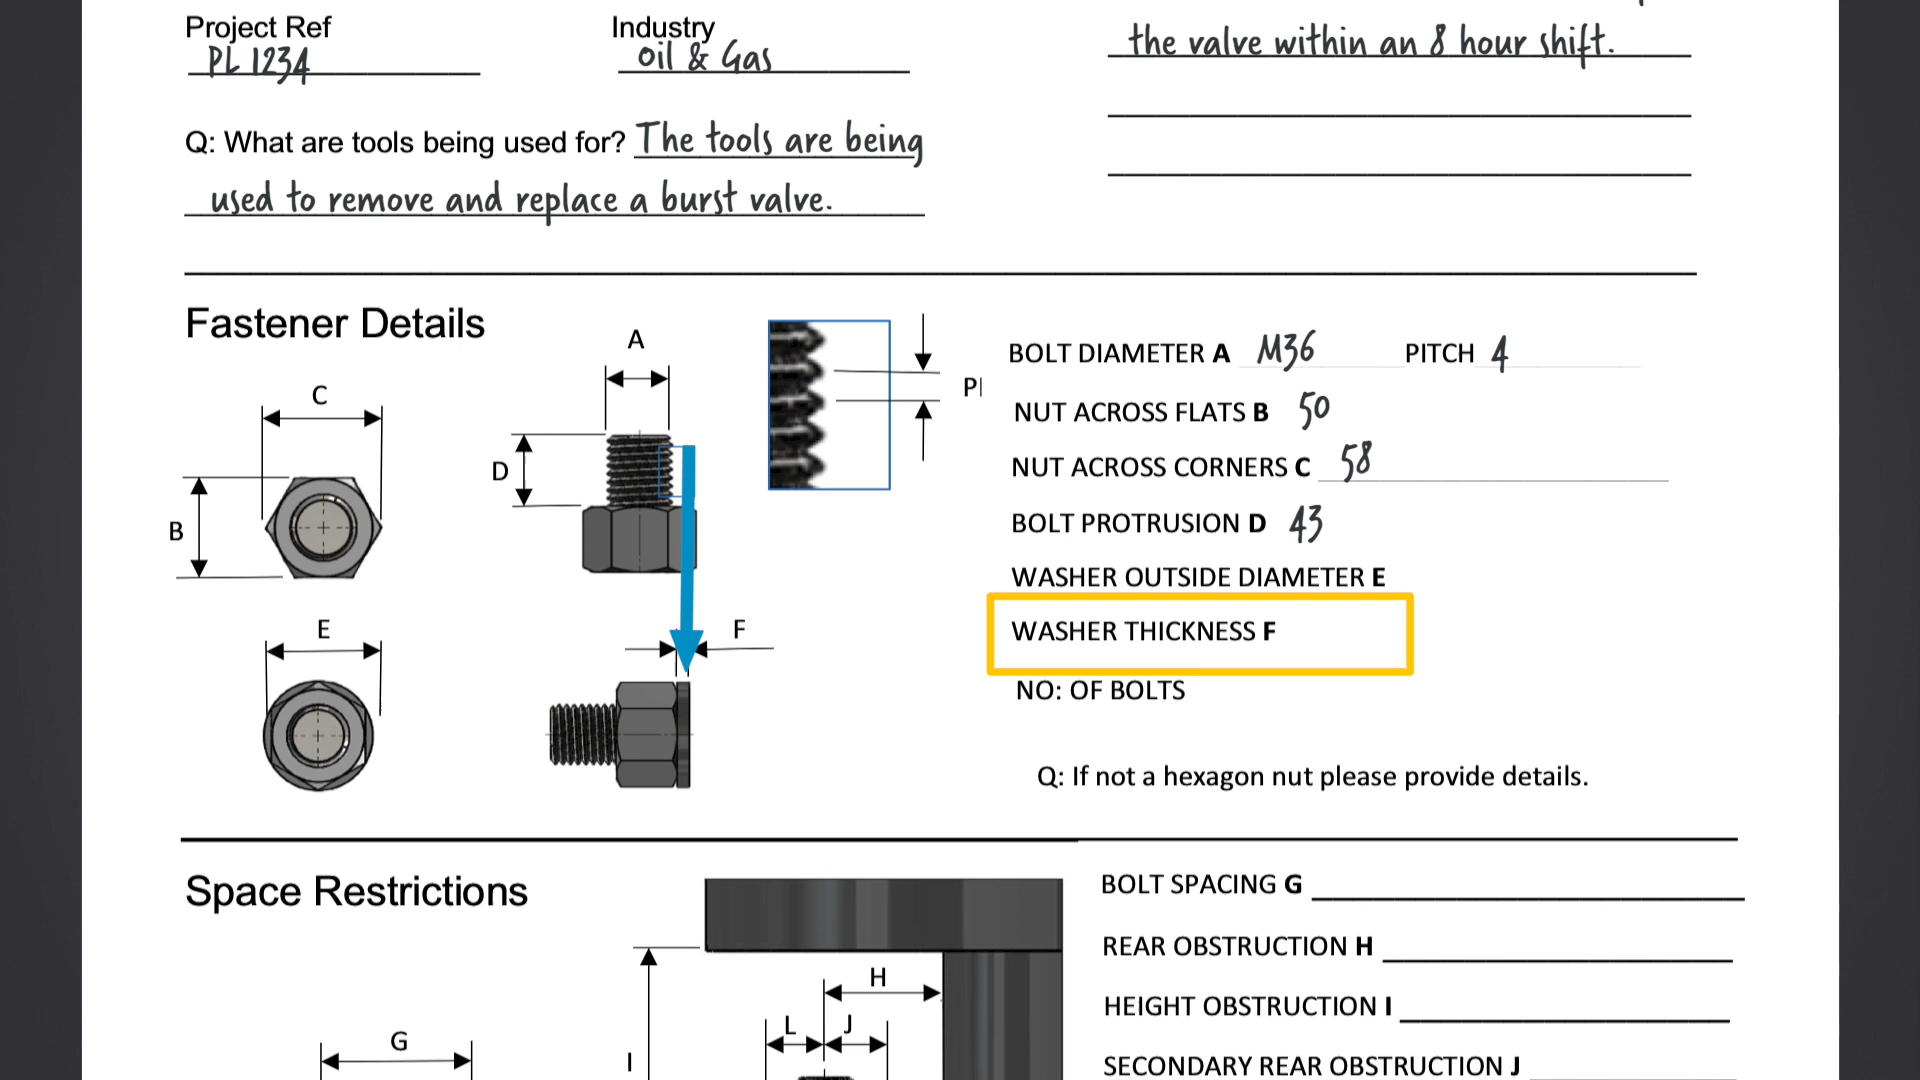 Project Ref
PL 1234
Industry
Oil & Gas
the valve within an 8 hour shift.
Q: What are tools being used for? The tools are being
used to remove and replace a burst valve.
Fastener Details
A
C
D
B
E
F
BOLT DIAMETER A M36 PITCH 4
NUT ACROSS FLATS B 50
NUT ACROSS CORNERS C 58
BOLT PROTRUSION D 43
WASHER OUTSIDE DIAMETER E
WASHER THICKNESS F
NO: OF BOLTS
Q: If not a hexagon nut please provide details.
Space Restrictions
H
L
J
G
I
BOLT SPACING G
REAR OBSTRUCTION H
HEIGHT OBSTRUCTION I
SECONDARY REAR OBSTRUCTION J